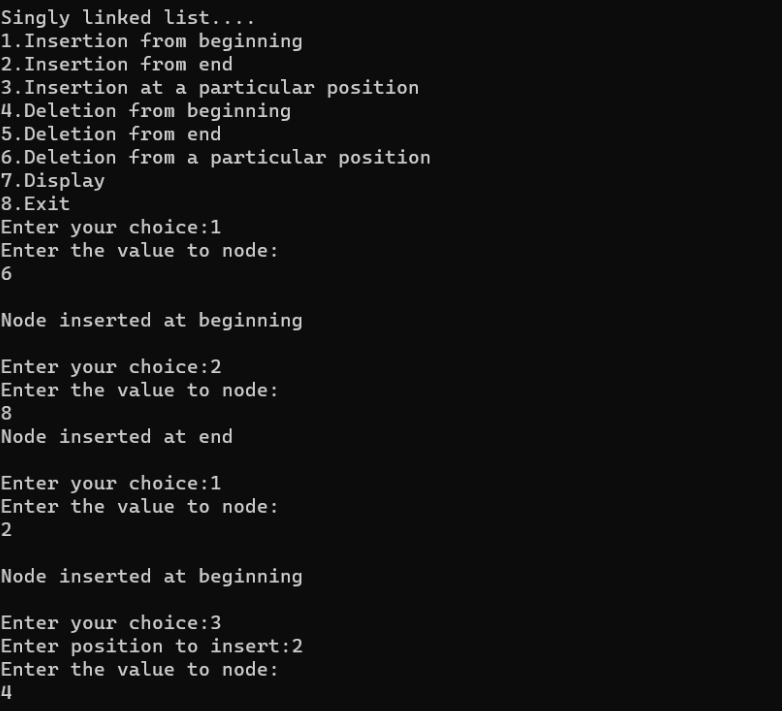 Singly linked list....
1.Insertion from beginning
2.Insertion from end
3.Insertion at a particular position
4.Deletion from beginning
5.Deletion from end
6.Deletion from a particular position
7.Display
8.Exit
Enter your choice:1
Enter the value to node:
6
Node inserted at beginning
Enter your choice:2
Enter the value to node:
8
Node inserted at end
Enter your choice:1
Enter the value to node:
2
Node inserted at beginning
Enter your choice:3
Enter position to insert:2
Enter the value to node:
4